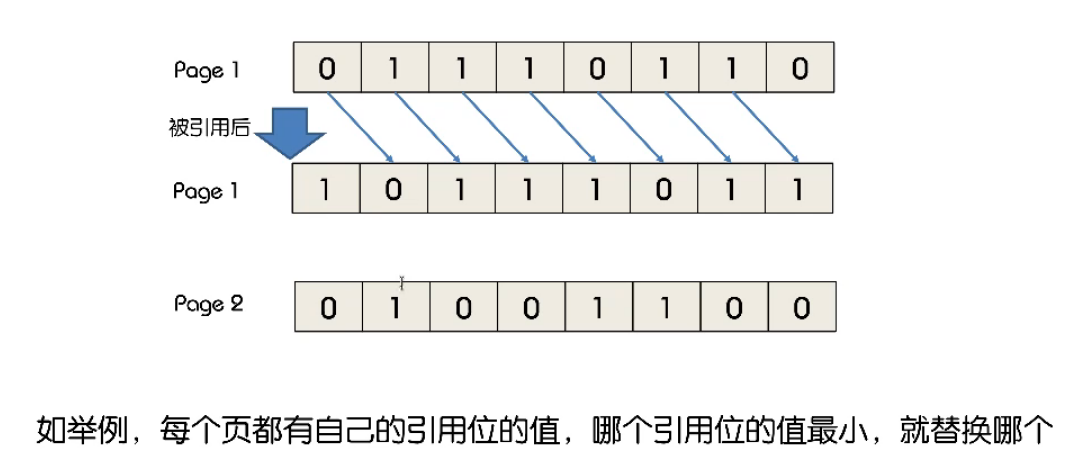 Page 1 0 1 1 1 0 1 1 0
被引用后
Page 1 1 0 1 1 1 0 1 1
Page 2 0 1 0 0 1 1 0 0
如举例，每个页都有自己的引用位的值，哪个引用位的值最小，就替换哪个